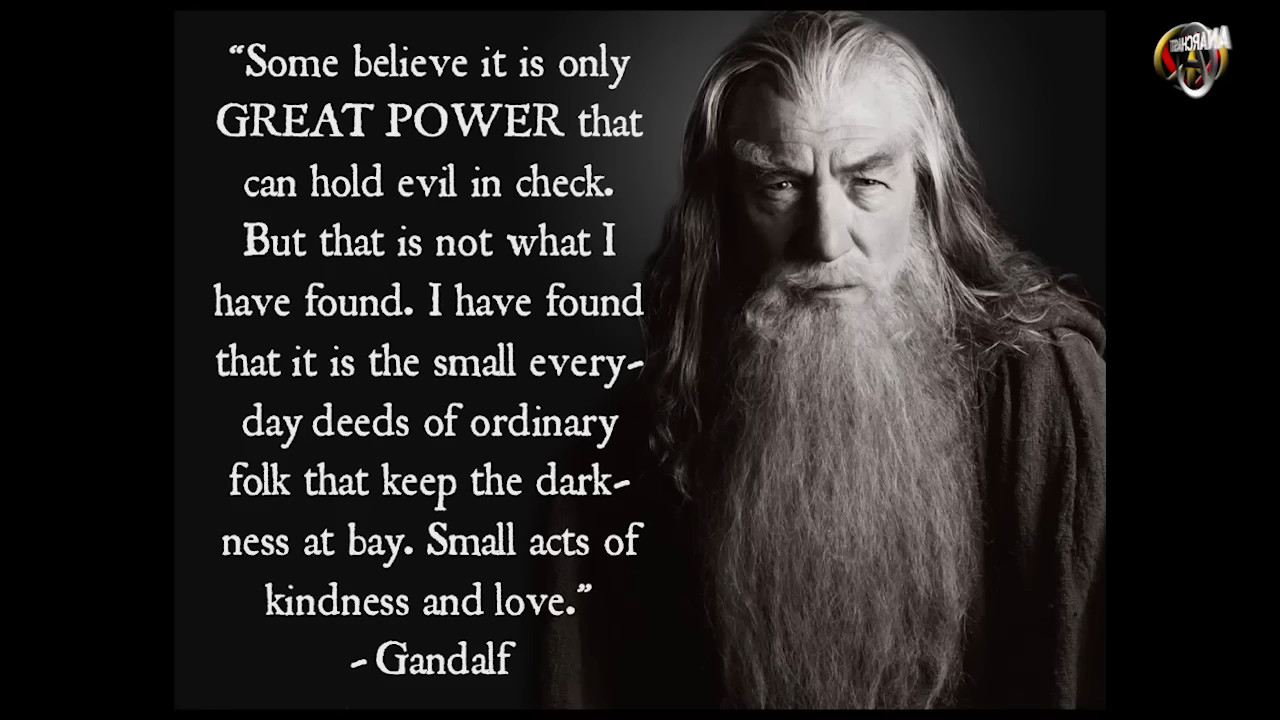 “Some believe it is only
GREAT POWER that
can hold evil in check.
But that is not what I
have found. I have found
that it is the small every-
day deeds of ordinary
folk that keep the dark-
ness at bay. Small acts of
kindness and love.”
- Gandalf
ANARCHAST
A